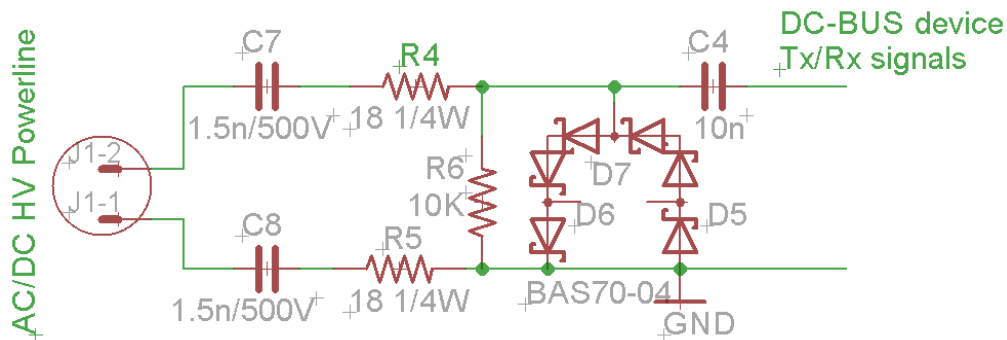 AC/DC HV Powerline
J1-2
J1-1
C7
1.5n/500V
R4
18 1/4W
C8
1.5n/500V
R5
18 1/4W
R6
10K
D7
D6
D5
BAS70-04
C4
10n
GND
DC-BUS device
Tx/Rx signals